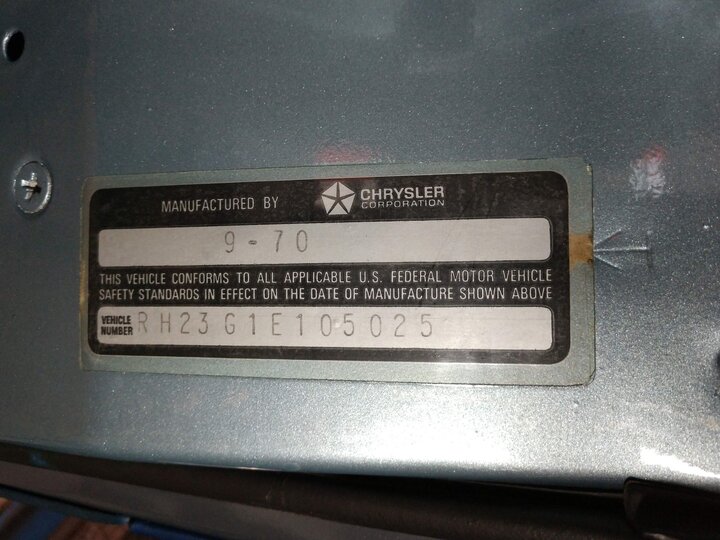 MANUFACTURED BY CHRYSLER CORPORATION
9-70
THIS VEHICLE CONFORMS TO ALL APPLICABLE U.S. FEDERAL MOTOR VEHICLE
SAFETY STANDARDS IN EFFECT ON THE DATE OF MANUFACTURE SHOWN ABOVE
VEHICLE NUMBER RH23G1E105025